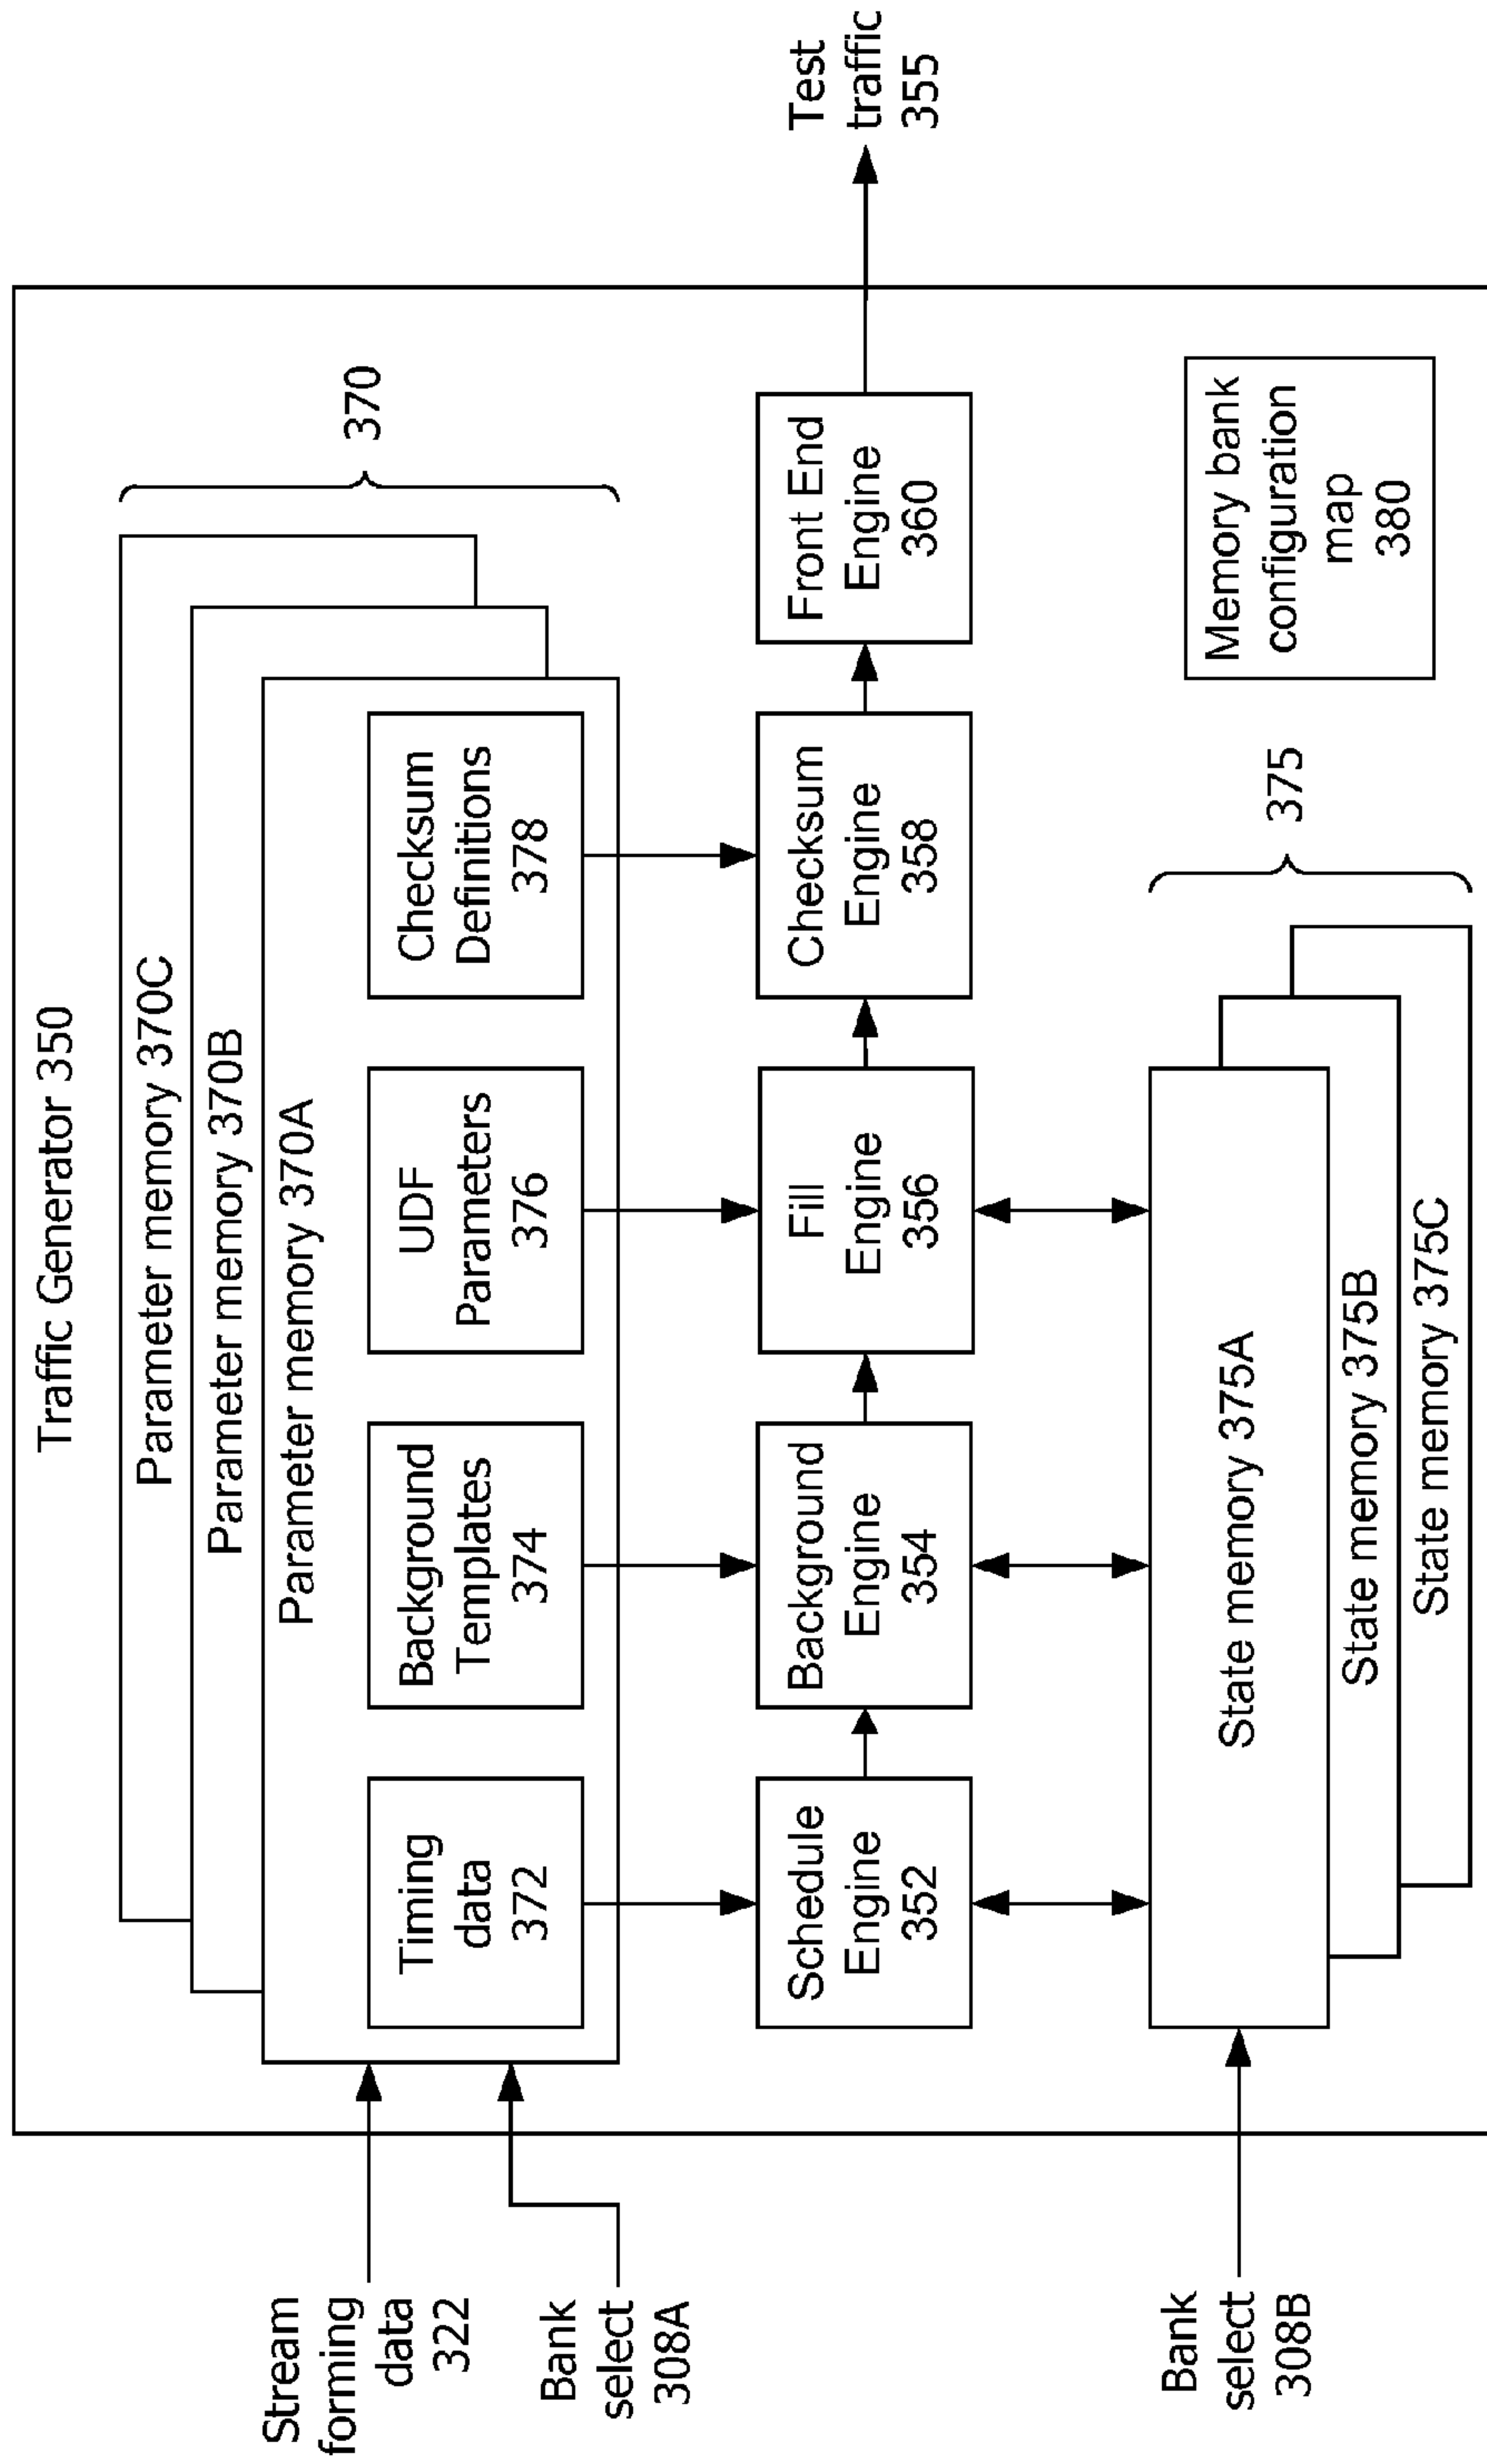 Traffic Generator 350
Parameter memory 370C
Parameter memory 370B
Parameter memory 370A
370
Stream
forming
data
322
Bank
select
308A
Timing
data
372
Background
Templates
374
UDF
Parameters
376
Checksum
Definitions
378
Schedule
Engine
352
Background
Engine
354
Fill
Engine
356
Checksum
Engine
358
Front End
Engine
360
Test
traffic
355
Bank
select
308B
State memory 375A
State memory 375B
State memory 375C
375
Memory bank
configuration
map
380